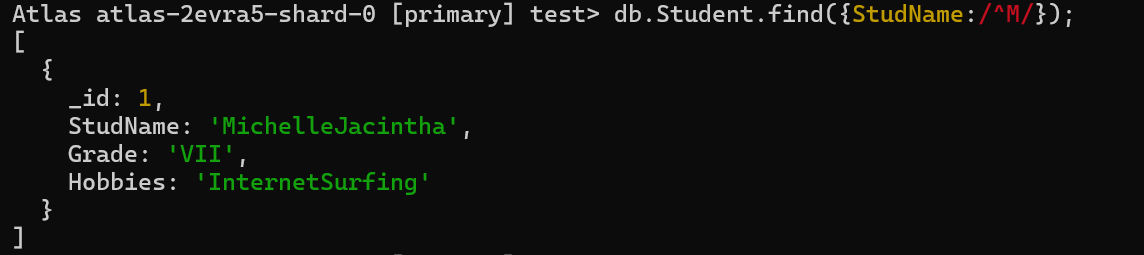 Atlas atlas-2evra5-shard-0 [primary] test> db.Student.find({StudName:/^M/});
[
  {
    _id: 1,
    StudName: 'MichelleJacintha',
    Grade: 'VII',
    Hobbies: 'InternetSurfing'
  }
]